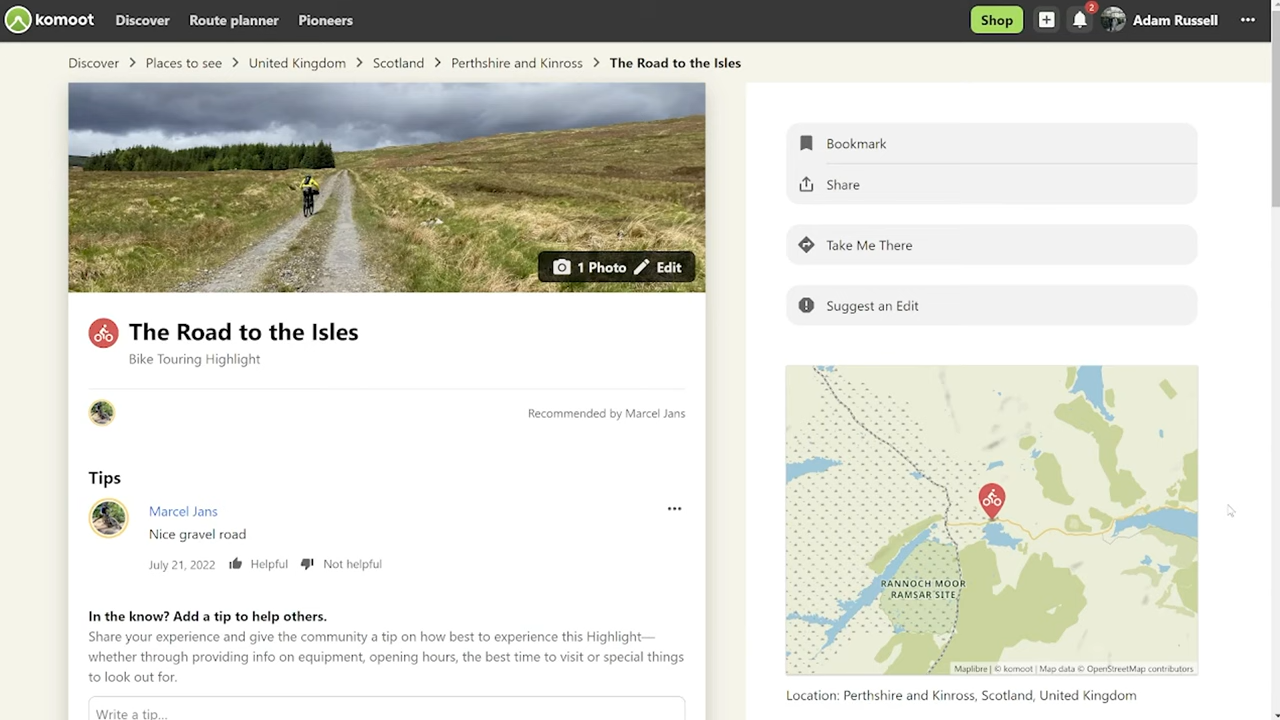 komoot Discover Route planner Pioneers Shop 2 Adam Russell
Discover Places to see United Kingdom Scotland Perthshire and Kinross The Road to the Isles
1 Photo Edit
The Road to the Isles
Bike Touring Highlight
Recommended by Marcel Jans
Tips
Marcel Jans
Nice gravel road
July 21, 2022 Helpful Not helpful
In the know? Add a tip to help others.
Share your experience and give the community a tip on how best to experience this Highlight—
whether through providing info on equipment, opening hours, the best time to visit or special things
to look out for.
Write a tip...
Bookmark
Share
Take Me There
Suggest an Edit
RANNOCH MOOR
RAMSAR SITE
Maplibre | © komoot | Map data © OpenStreetMap contributors
Location: Perthshire and Kinross, Scotland, United Kingdom